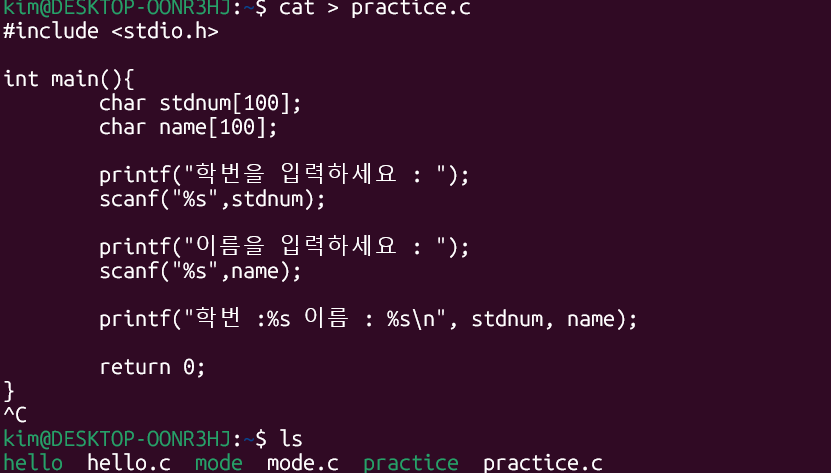 kim@DESKTOP-OONR3HJ:~$ cat > practice.c
#include <stdio.h>
int main(){
char stdnum[100];
char name[100];
printf("학번을 입력하세요 : ");
scanf("%s",stdnum);
printf("이름을 입력하세요 : ");
scanf("%s",name);
printf("학번 :%s 이름 : %s\n", stdnum, name);
return 0;
}
^C
kim@DESKTOP-OONR3HJ:~$ ls
hello hello.c mode mode.c practice practice.c